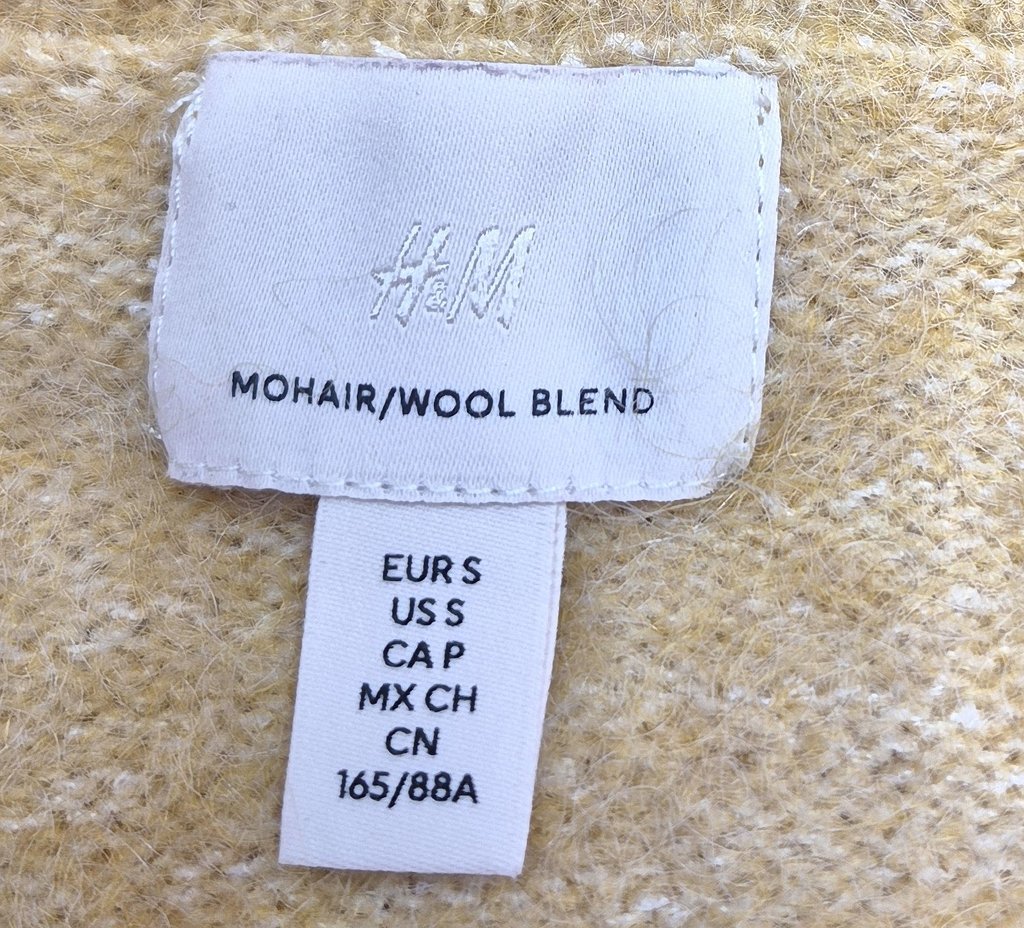 H&M
MOHAIR/WOOL BLEND
EUR S
US S
CA P
MX CH
CN
165/88A